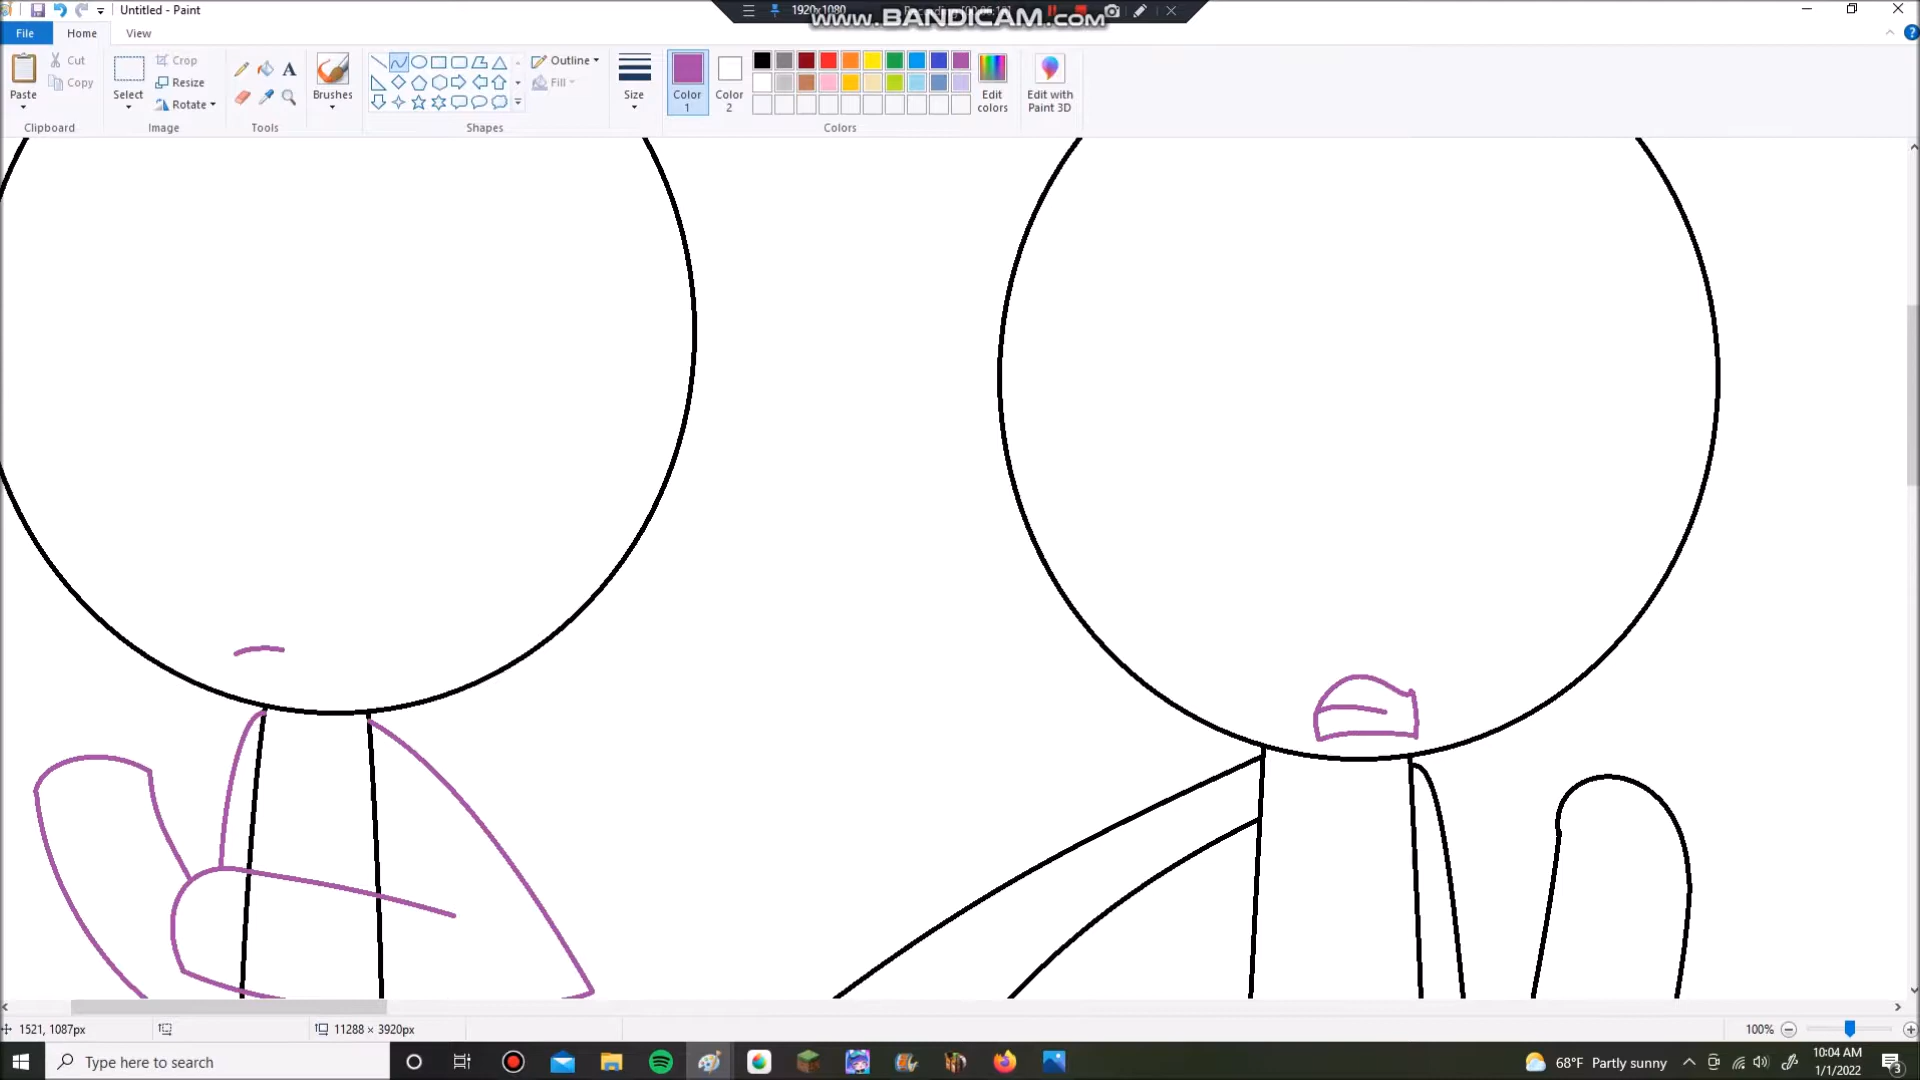 Untitled - Paint
1920x1080
www.BANDICAM.com
File Home View
Paste
Cut
Copy
Clipboard
Select
Crop
Resize
Rotate
Image
A
Tools
Brushes
Shapes
Outline
Fill
Size
Color 1
Color 2
Edit colors
Colors
Edit with Paint 3D
1521, 1087px
11288 × 3920px
100%
Type here to search
68°F Partly sunny
10:04 AM
1/1/2022
3